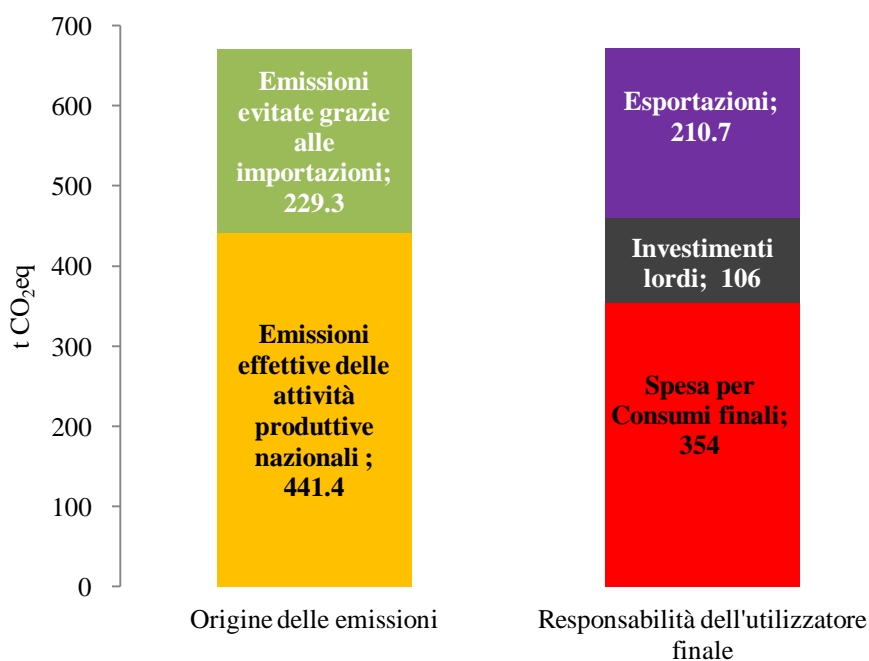 700
600
500
400
300
200
100
0
t CO₂eq
Emissioni
evitate grazie
alle
importazioni;
229.3
Emissioni
effettive delle
attività
produttive
nazionali ;
441.4
Esportazioni;
210.7
Investimenti
lordi; 106
Spesa per
Consumi finali;
354
Origine delle emissioni
Responsabilità dell'utilizzatore
finale